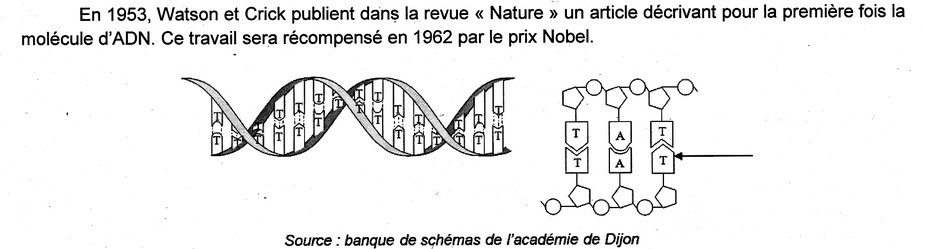 En 1953, Watson et Crick publient dans la revue « Nature » un article décrivant pour la première fois la
molécule d'ADN. Ce travail sera récompensé en 1962 par le prix Nobel.
T A T
T A T
Source : banque de schémas de l'académie de Dijon